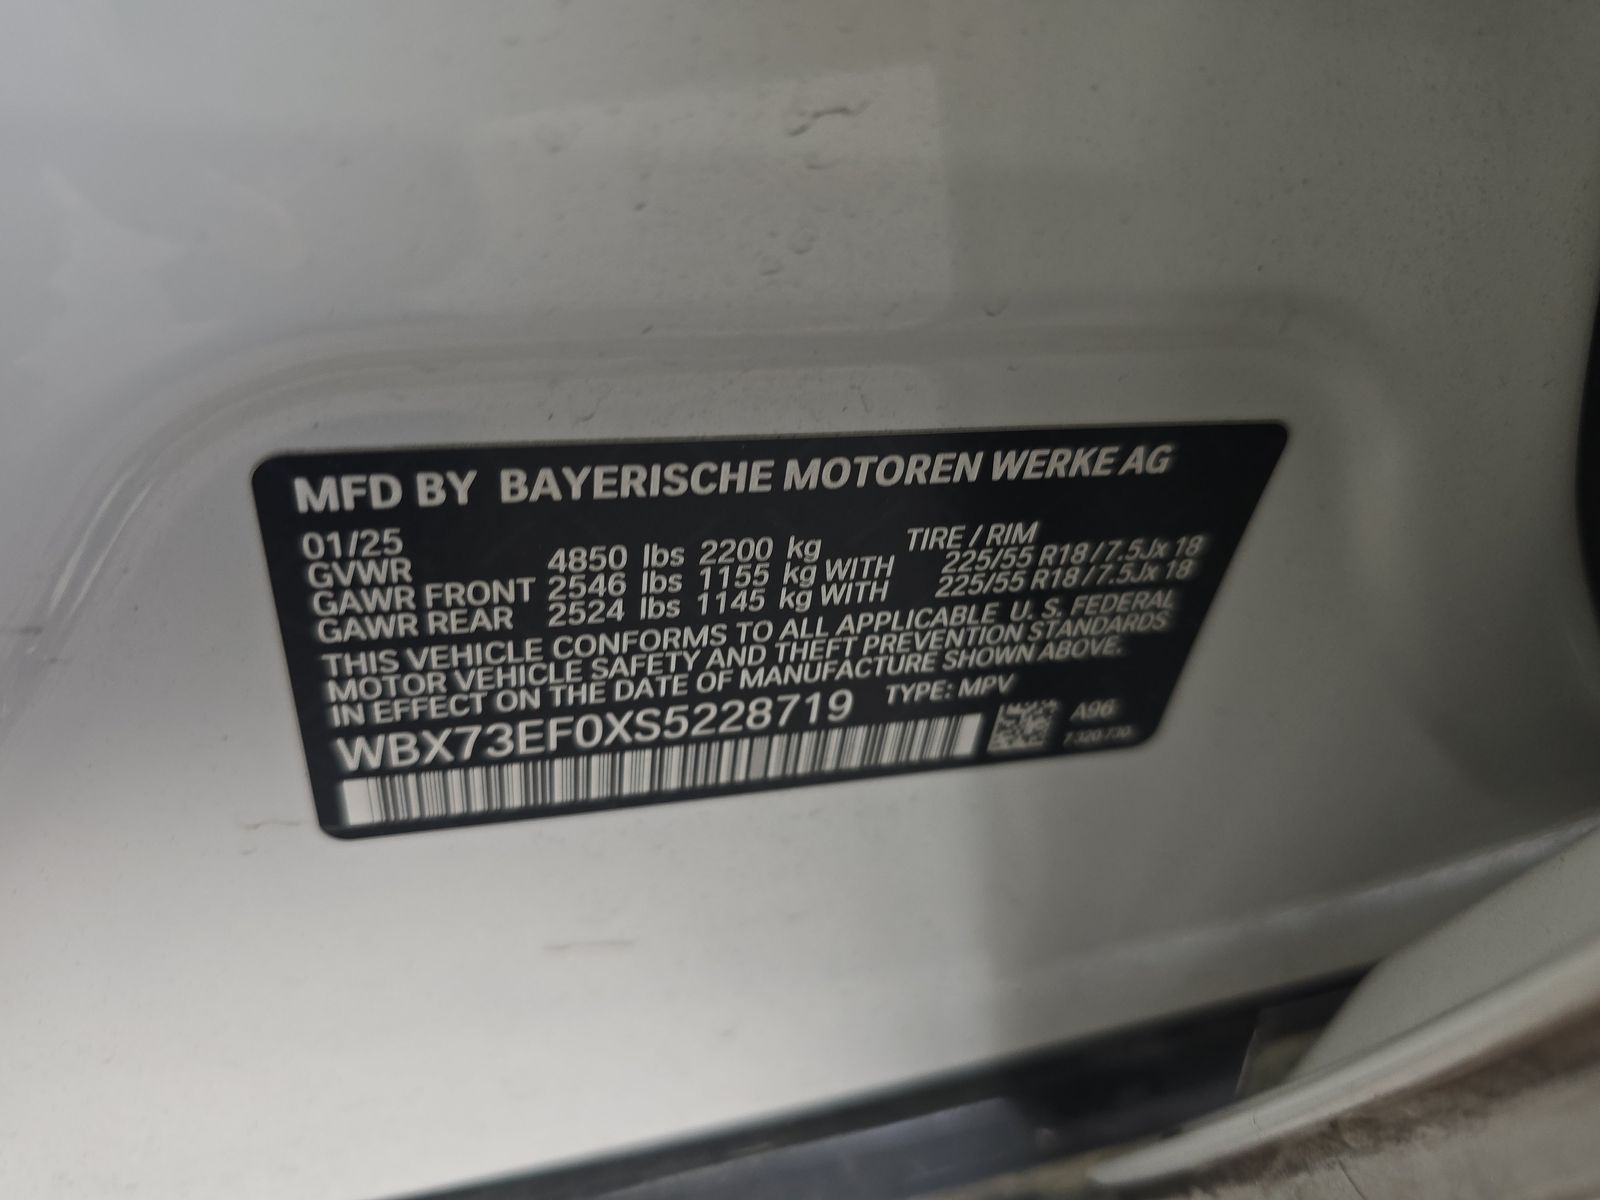 MFD BY BAYERISCHE MOTOREN WERKE AG
01/25 TIRE / RIM
GVWR 4850 lbs 2200 kg
GAWR FRONT 2546 lbs 1155 kg WITH 225/55 R18 / 7.5Jx 18
GAWR REAR 2524 lbs 1145 kg WITH 225/55 R18 / 7.5Jx 18
THIS VEHICLE CONFORMS TO ALL APPLICABLE U. S. FEDERAL
MOTOR VEHICLE SAFETY AND THEFT PREVENTION STANDARDS
IN EFFECT ON THE DATE OF MANUFACTURE SHOWN ABOVE.
WBX73EF0XS5228719 TYPE: MPV
A96